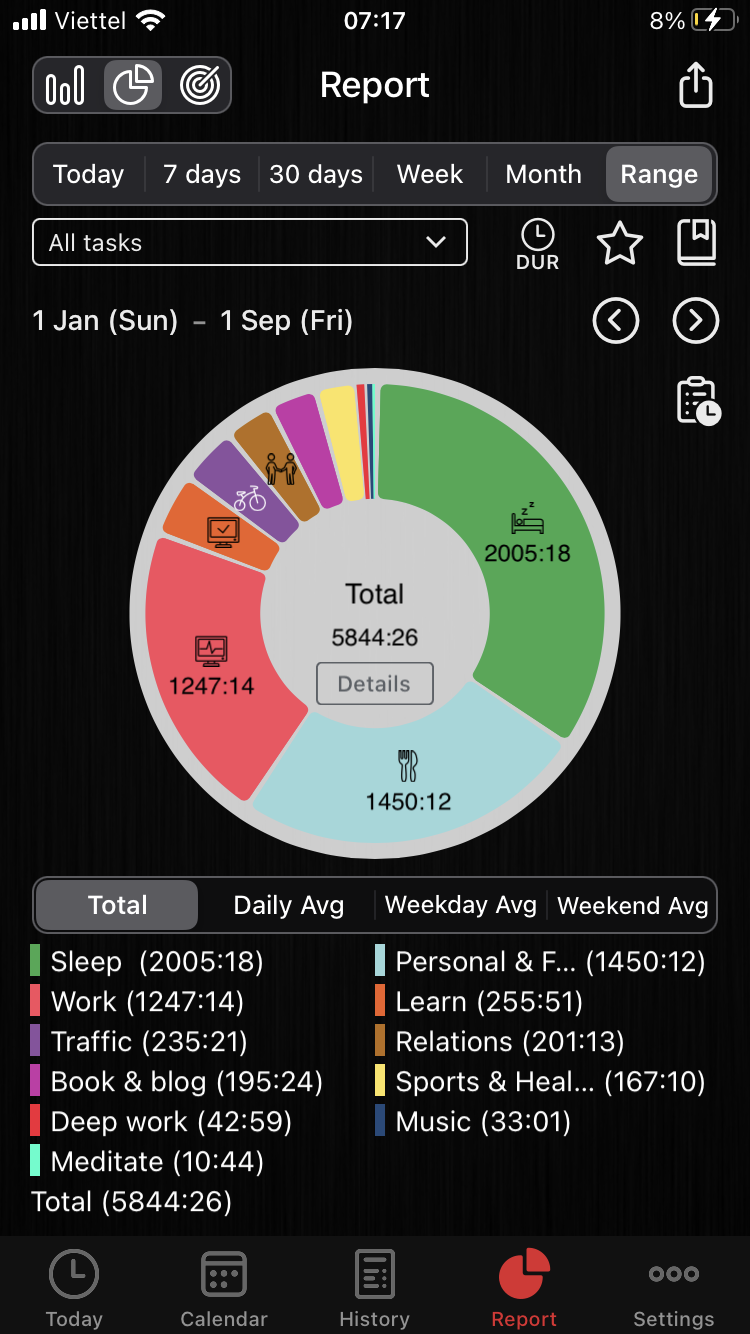 Viettel 07:17 8%
Report
Today 7 days 30 days Week Month Range
All tasks
DUR
1 Jan (Sun) – 1 Sep (Fri)
z z
2005:18
Total
5844:26
Details
1247:14
1450:12
Total Daily Avg Weekday Avg Weekend Avg
Sleep (2005:18) Personal & F... (1450:12)
Work (1247:14) Learn (255:51)
Traffic (235:21) Relations (201:13)
Book & blog (195:24) Sports & Heal... (167:10)
Deep work (42:59) Music (33:01)
Meditate (10:44)
Total (5844:26)
Today Calendar History Report Settings